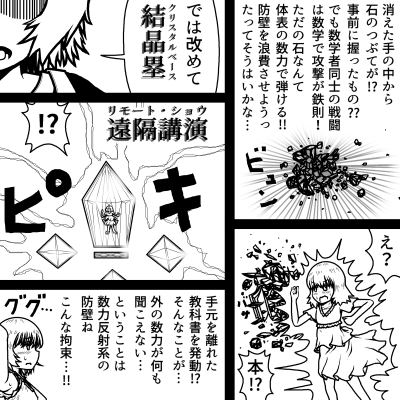 消えた手の中から
石のつぶてが!?
事前に握ったもの??
でも数学者同士の戦闘
は数学で攻撃が鉄則！
ただの石なんて
体表の数力で弾ける!!
防壁を浪費させようっ
たってそうはいかな…
ビュン
え？
本!?
では改めて
クリスタルベース
結晶塁
リモート・ショウ
遠隔講演
!?
ピキ
手元を離れた
教科書を発動!?
そんなことが…
外の数力が何も
聞こえない…
ということは
数力反射系の
防壁ね
こんな拘束…!!
ググ…